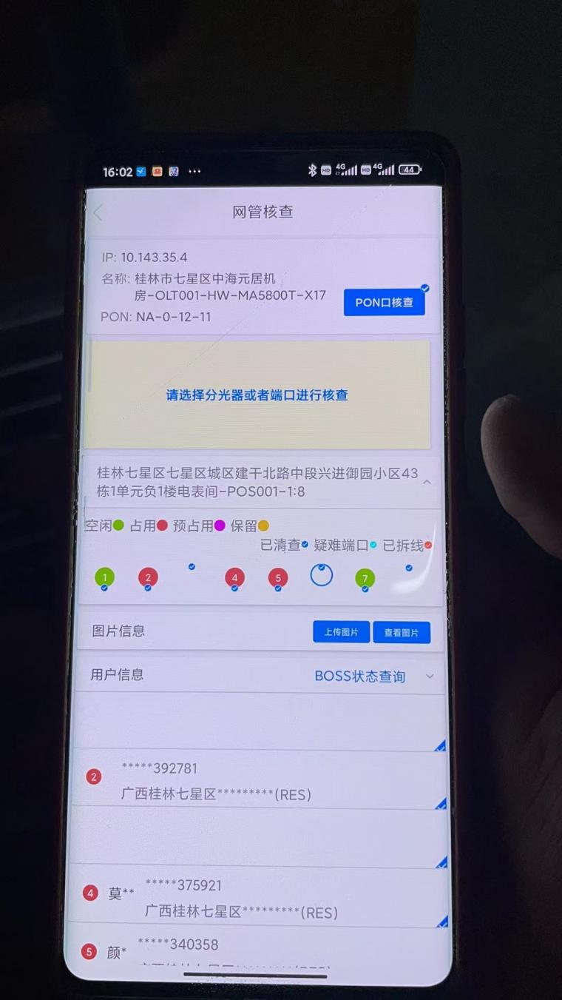 16:02
HD 4G HD 4G 44
网管核查
IP: 10.143.35.4
名称: 桂林市七星区中海元居机
房-OLT001-HW-MA5800T-X17
PON口核查
PON: NA-0-12-11
请选择分光器或者端口进行核查
桂林七星区七星区城区建干北路中段兴进御园小区43
栋1单元负1楼电表间-POS001-1:8
空闲 占用 预占用 保留
已清查 疑难端口 已拆线
1 2 4 5 7
图片信息 上传图片 查看图片
用户信息 BOSS状态查询
*****392781
2
广西桂林七星区*********(RES)
*****375921
4 莫**
广西桂林七星区*********(RES)
*****340358
5 颜*